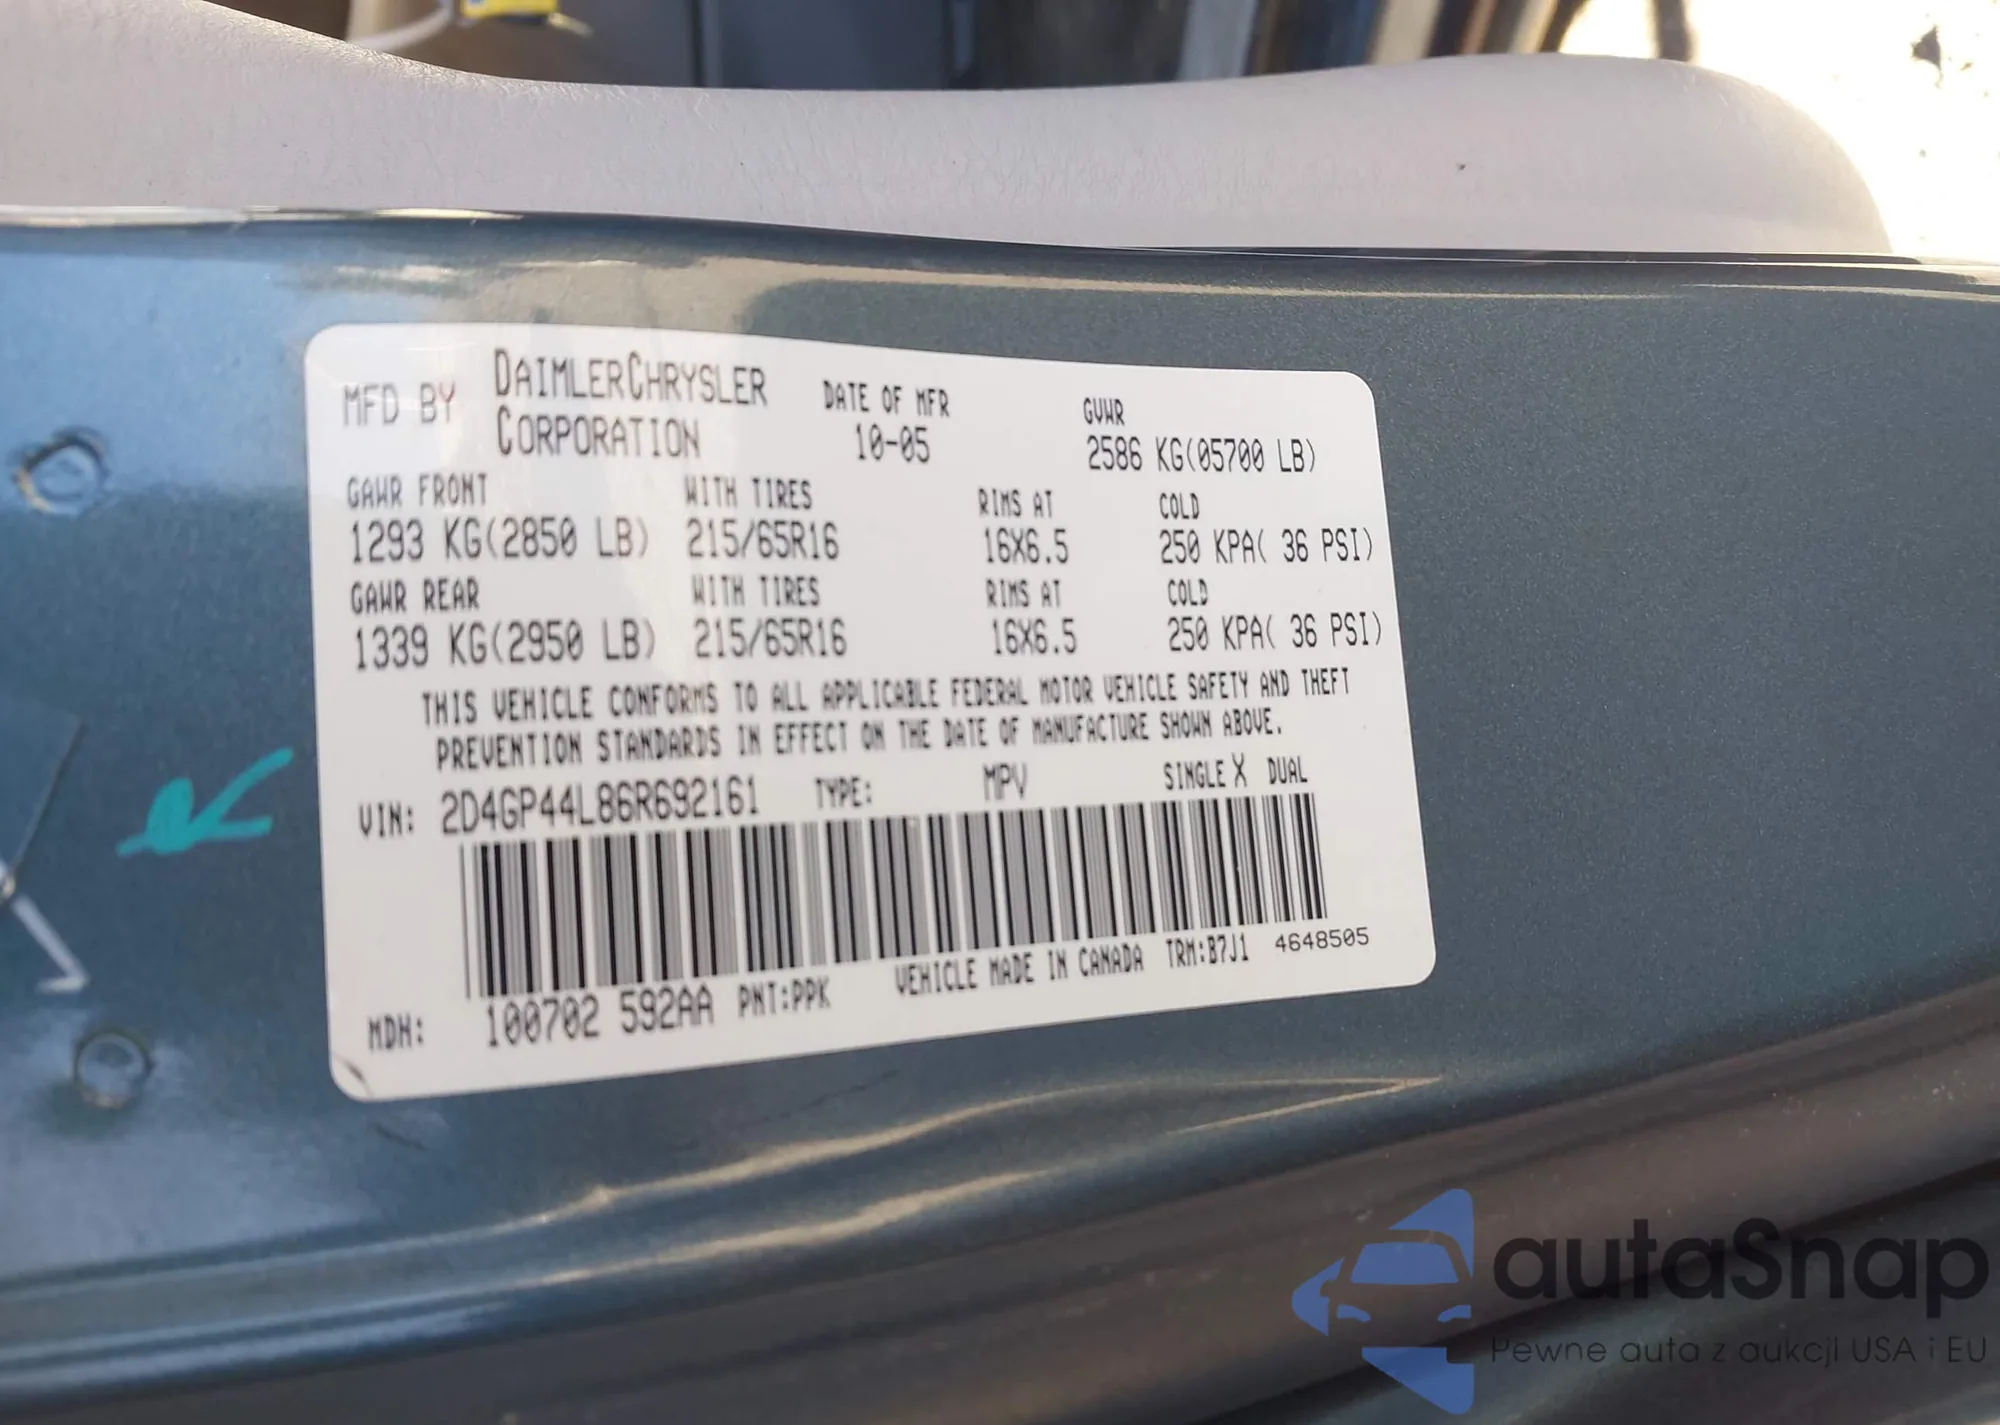 MFD BY DAIMLERCHRYSLER CORPORATION
DATE OF MFR 10-05
GVWR 2586 KG(05700 LB)
GAWR FRONT WITH TIRES RIMS AT COLD
1293 KG(2850 LB) 215/65R16 16X6.5 250 KPA( 36 PSI)
GAWR REAR WITH TIRES RIMS AT COLD
1339 KG(2950 LB) 215/65R16 16X6.5 250 KPA( 36 PSI)
THIS VEHICLE CONFORMS TO ALL APPLICABLE FEDERAL MOTOR VEHICLE SAFETY AND THEFT
PREVENTION STANDARDS IN EFFECT ON THE DATE OF MANUFACTURE SHOWN ABOVE.
VIN: 2D4GP44L86R692161 TYPE: MPV SINGLE X DUAL
MDH: 100702 592AA PNT:PPK VEHICLE MADE IN CANADA TRM:B7J1 4648505
autaSnap
Pewne auta z aukcji USA i EU